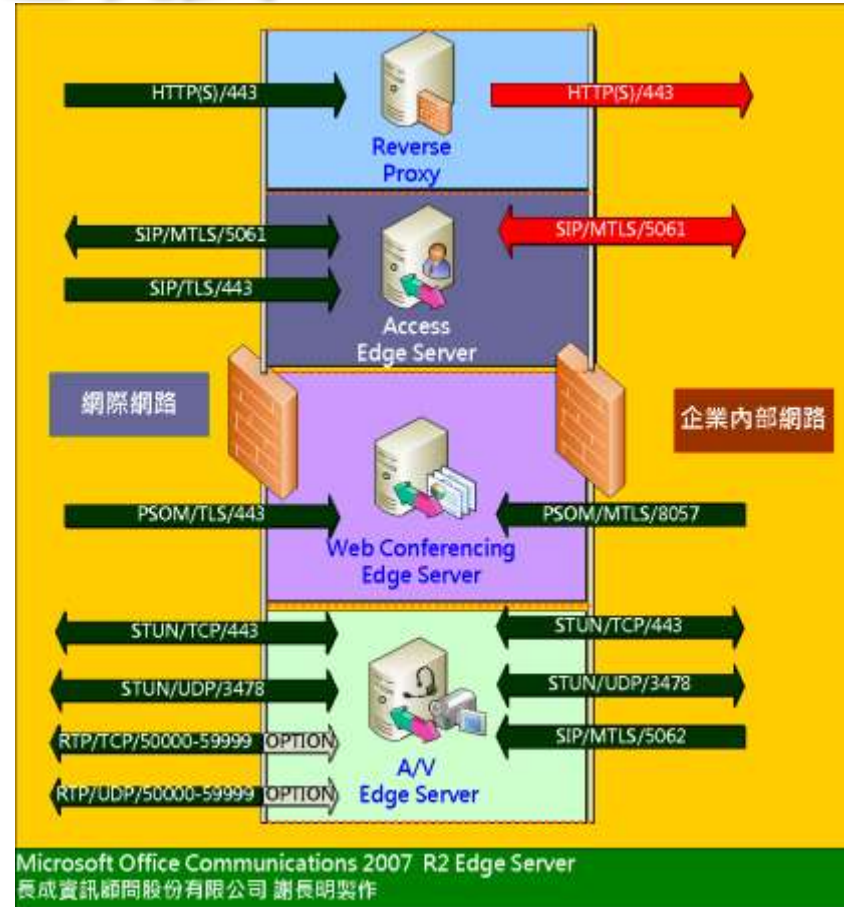 HTTP(S)/443
HTTP(S)/443
Reverse
Proxy
SIP/MTLS/5061
SIP/MTLS/5061
SIP/TLS/443
Access
Edge Server
網際網路
企業內部網路
PSOM/TLS/443
PSOM/MTLS/8057
Web Conferencing
Edge Server
STUN/TCP/443
STUN/TCP/443
STUN/UDP/3478
STUN/UDP/3478
RTP/TCP/50000-59999 OPTION
SIP/MTLS/5062
A/V
Edge Server
RTP/UDP/50000-59999 OPTION
Microsoft Office Communications 2007 R2 Edge Server
長成資訊顧問股份有限公司 謝長明製作